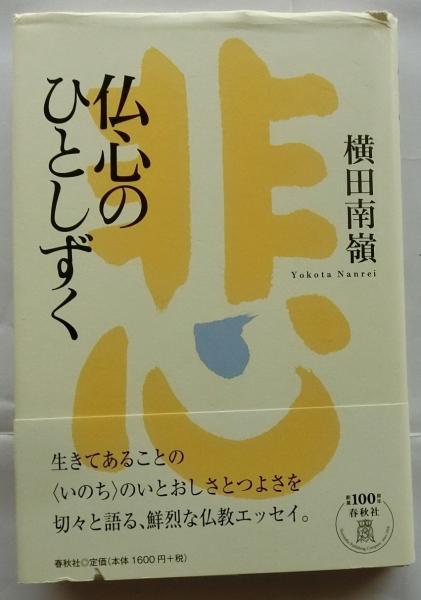 仏心の
ひとしずく
悲
横田南嶺
Yokota Nanrei
生きてあることの
〈いのち〉のいとおしさとつよさを
切々と語る、鮮烈な仏教エッセイ。
春秋社◎定価(本体1600円+税)
創業100周年
春秋社